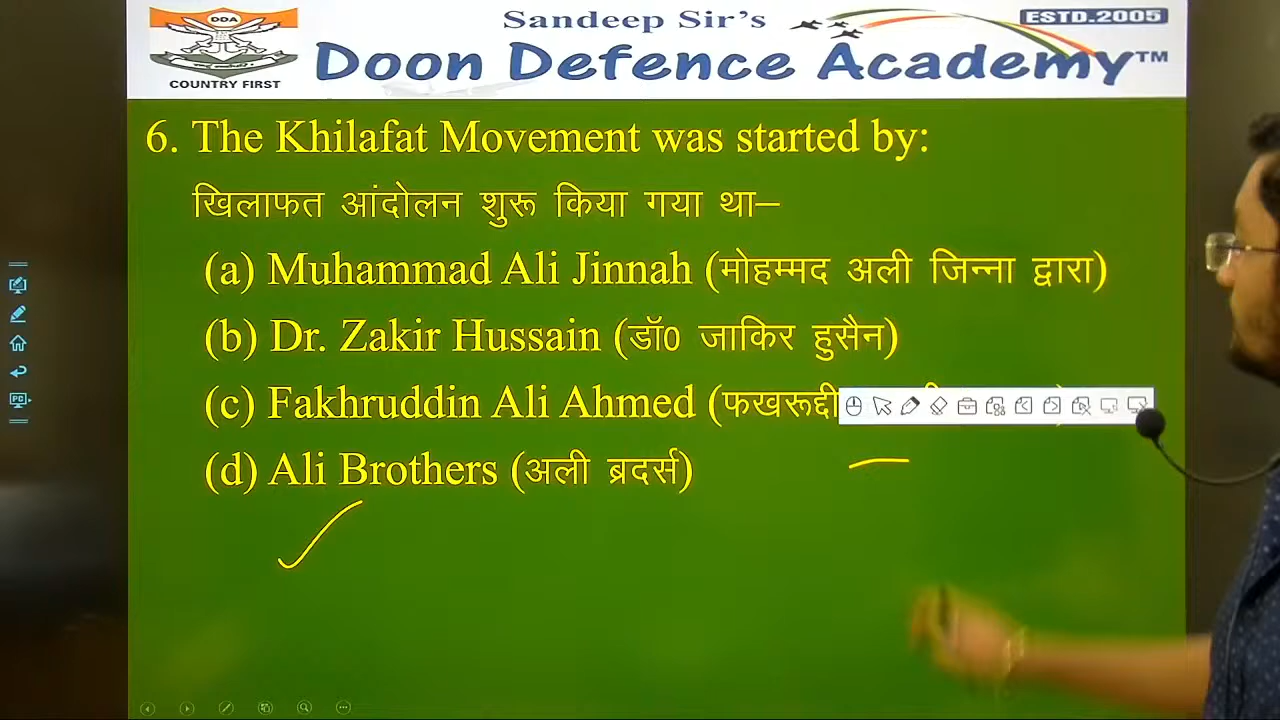 Sandeep Sir's
ESTD.2005
DDA
COUNTRY FIRST
Doon Defence Academy™
6. The Khilafat Movement was started by:
खिलाफत आंदोलन शुरू किया गया था–
(a) Muhammad Ali Jinnah (मोहम्मद अली जिन्ना द्वारा)
(b) Dr. Zakir Hussain (डॉ0 जाकिर हुसैन)
(c) Fakhruddin Ali Ahmed (
(d) Ali Brothers (अली ब्रदर्स)